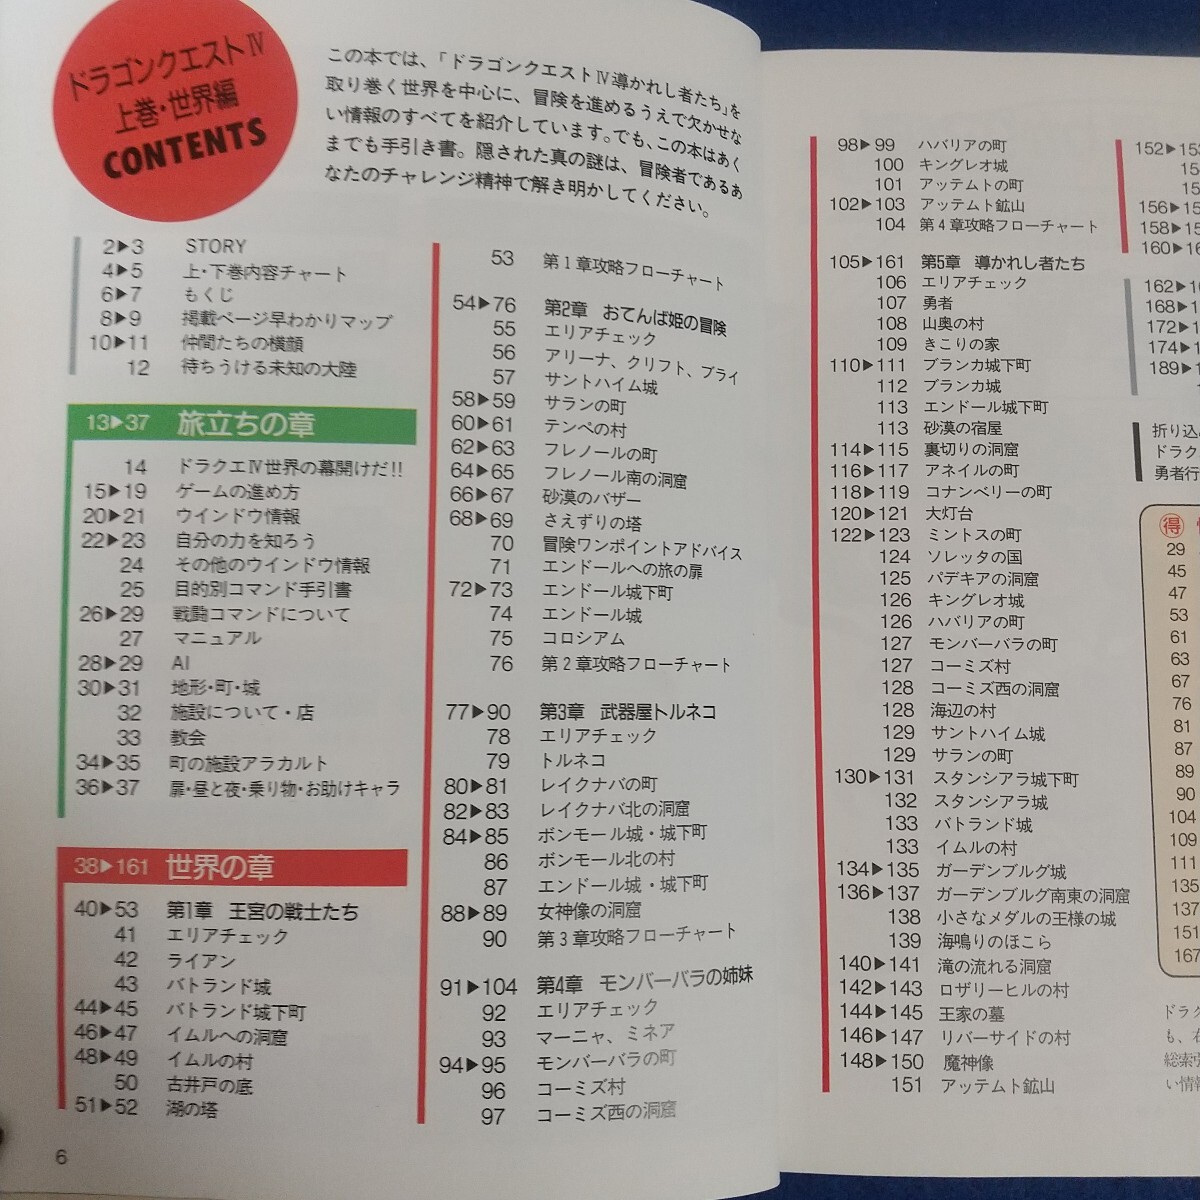 ドラゴンクエストⅣ
上巻・世界編
CONTENTS
この本では、「ドラゴンクエストⅣ導かれし者たち」を
取り巻く世界を中心に、冒険を進めるうえで欠かせな
い情報のすべてを紹介しています。でも、この本はあく
までも手引き書。隠された真の謎は、冒険者であるあ
なたのチャレンジ精神で解き明かしてください。
2▶3 STORY
4▶5 上・下巻内容チャート
6▶7 もくじ
8▶9 掲載ページ早わかりマップ
10▶11 仲間たちの横顔
12 待ちうける未知の大陸
13▶37 旅立ちの章
14 ドラクエⅣ世界の幕開けだ!!
15▶19 ゲームの進め方
20▶21 ウインドウ情報
22▶23 自分の力を知ろう
24 その他のウインドウ情報
25 目的別コマンド手引書
26▶29 戦闘コマンドについて
27 マニュアル
28▶29 AI
30▶31 地形・町・城
32 施設について・店
33 教会
34▶35 町の施設アラカルト
36▶37 扉・昼と夜・乗り物・お助けキャラ
38▶161 世界の章
40▶53 第1章 王宮の戦士たち
41 エリアチェック
42 ライアン
43 バトランド城
44▶45 バトランド城下町
46▶47 イムルへの洞窟
48▶49 イムルの村
50 古井戸の底
51▶52 湖の塔
6
53 第1章攻略フローチャート
54▶76 第2章 おてんば姫の冒険
55 エリアチェック
56 アリーナ、クリフト、ブライ
57 サントハイム城
58▶59 サランの町
60▶61 テンペの村
62▶63 フレノールの町
64▶65 フレノール南の洞窟
66▶67 砂漠のバザー
68▶69 さえずりの塔
70 冒険ワンポイントアドバイス
71 エンドールへの旅の扉
72▶73 エンドール城下町
74 エンドール城
75 コロシアム
76 第2章攻略フローチャート
77▶90 第3章 武器屋トルネコ
78 エリアチェック
79 トルネコ
80▶81 レイクナバの町
82▶83 レイクナバ北の洞窟
84▶85 ボンモール城・城下町
86 ボンモール北の村
87 エンドール城・城下町
88▶89 女神像の洞窟
90 第3章攻略フローチャート
91▶104 第4章 モンバーバラの姉妹
92 エリアチェック
93 マーニャ、ミネア
94▶95 モンバーバラの町
96 コーミズ村
97 コーミズ西の洞窟
98▶99 ハバリアの町
100 キングレオ城
101 アッテムトの町
102▶103 アッテムト鉱山
104 第4章攻略フローチャート
105▶161 第5章 導かれし者たち
106 エリアチェック
107 勇者
108 山奥の村
109 きこりの家
110▶111 ブランカ城下町
112 ブランカ城
113 エンドール城下町
113 砂漠の宿屋
114▶115 裏切りの洞窟
116▶117 アネイルの町
118▶119 コナンベリーの町
120▶121 大灯台
122▶123 ミントスの町
124 ソレッタの国
125 パデキアの洞窟
126 キングレオ城
126 ハバリアの町
127 モンバーバラの町
127 コーミズ村
128 コーミズ西の洞窟
128 海辺の村
129 サントハイム城
129 サランの町
130▶131 スタンシアラ城下町
132 スタンシアラ城
133 バトランド城
133 イムルの村
134▶135 ガーデンブルグ城
136▶137 ガーデンブルグ南東の洞窟
138 小さなメダルの王様の城
139 海鳴りのほこら
140▶141 滝の流れる洞窟
142▶143 ロザリーヒルの村
144▶145 王家の墓
146▶147 リバーサイドの村
148▶150 魔神像
151 アッテムト鉱山
152▶153
156▶
158▶
160▶
162▶
168▶
172▶
174▶
189▶
折り込
ドラク
勇者行
得
29
45
47
53
61
63
67
76
81
87
89
90
104
109
111
135
137
151
167
ドラク
も、右
総索
い情報